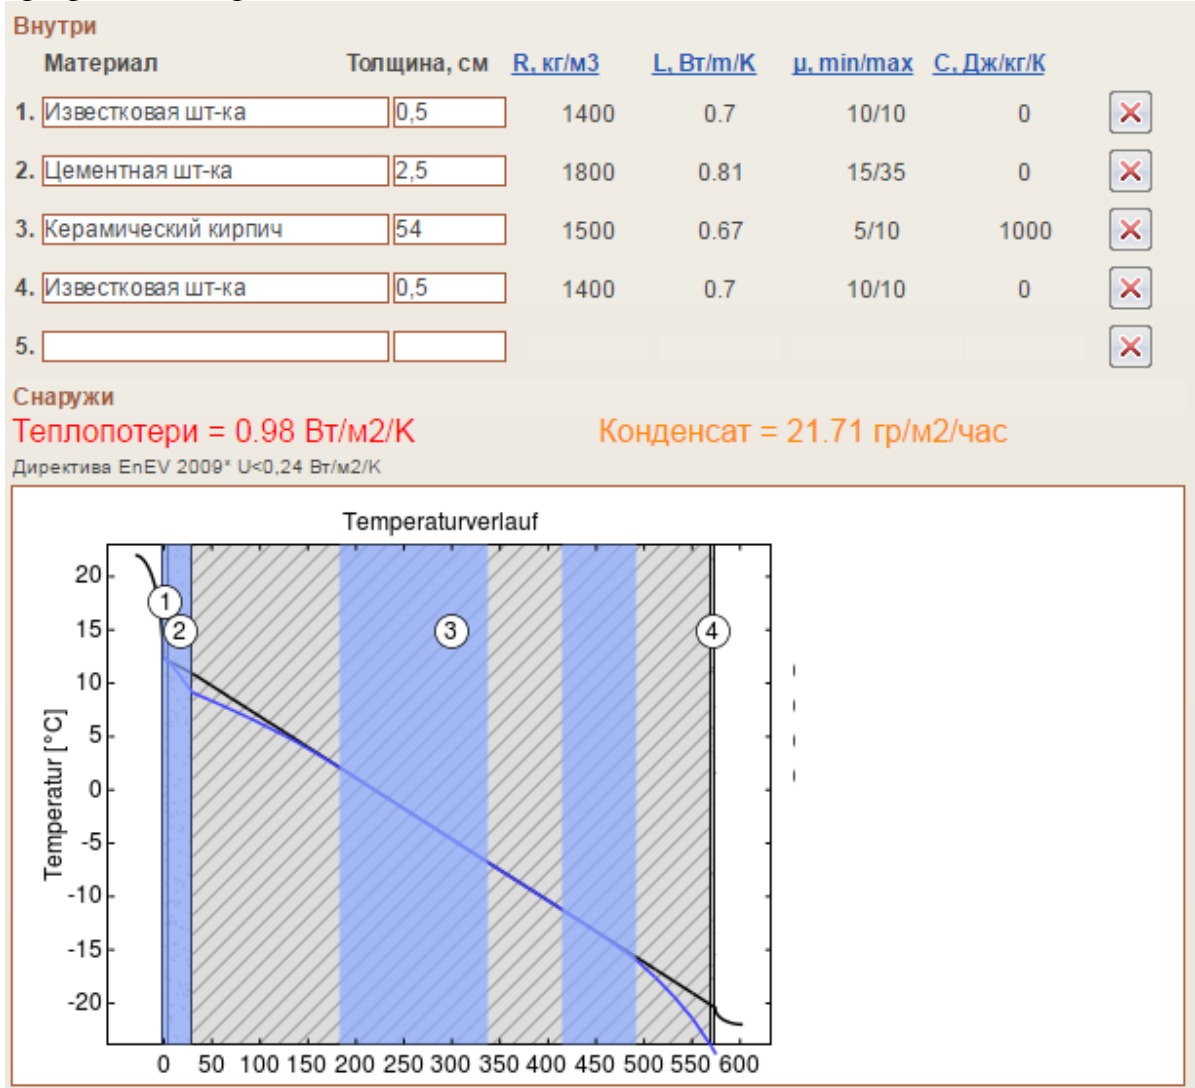 Внутри
Материал Толщина, см R, кг/м3 L, Вт/m/K µ, min/max C, Дж/кг/К
1. Известковая шт-ка 0,5 1400 0.7 10/10 0
2. Цементная шт-ка 2,5 1800 0.81 15/35 0
3. Керамический кирпич 54 1500 0.67 5/10 1000
4. Известковая шт-ка 0,5 1400 0.7 10/10 0
5.
Снаружи
Теплопотери = 0.98 Вт/м2/K Конденсат = 21.71 гр/м2/час
Директива EnEV 2009* U<0,24 Вт/м2/K
Temperaturverlauf
Temperatur [°C]
20
15
10
5
0
-5
-10
-15
-20
1
2
3
4
0 50 100 150 200 250 300 350 400 450 500 550 600